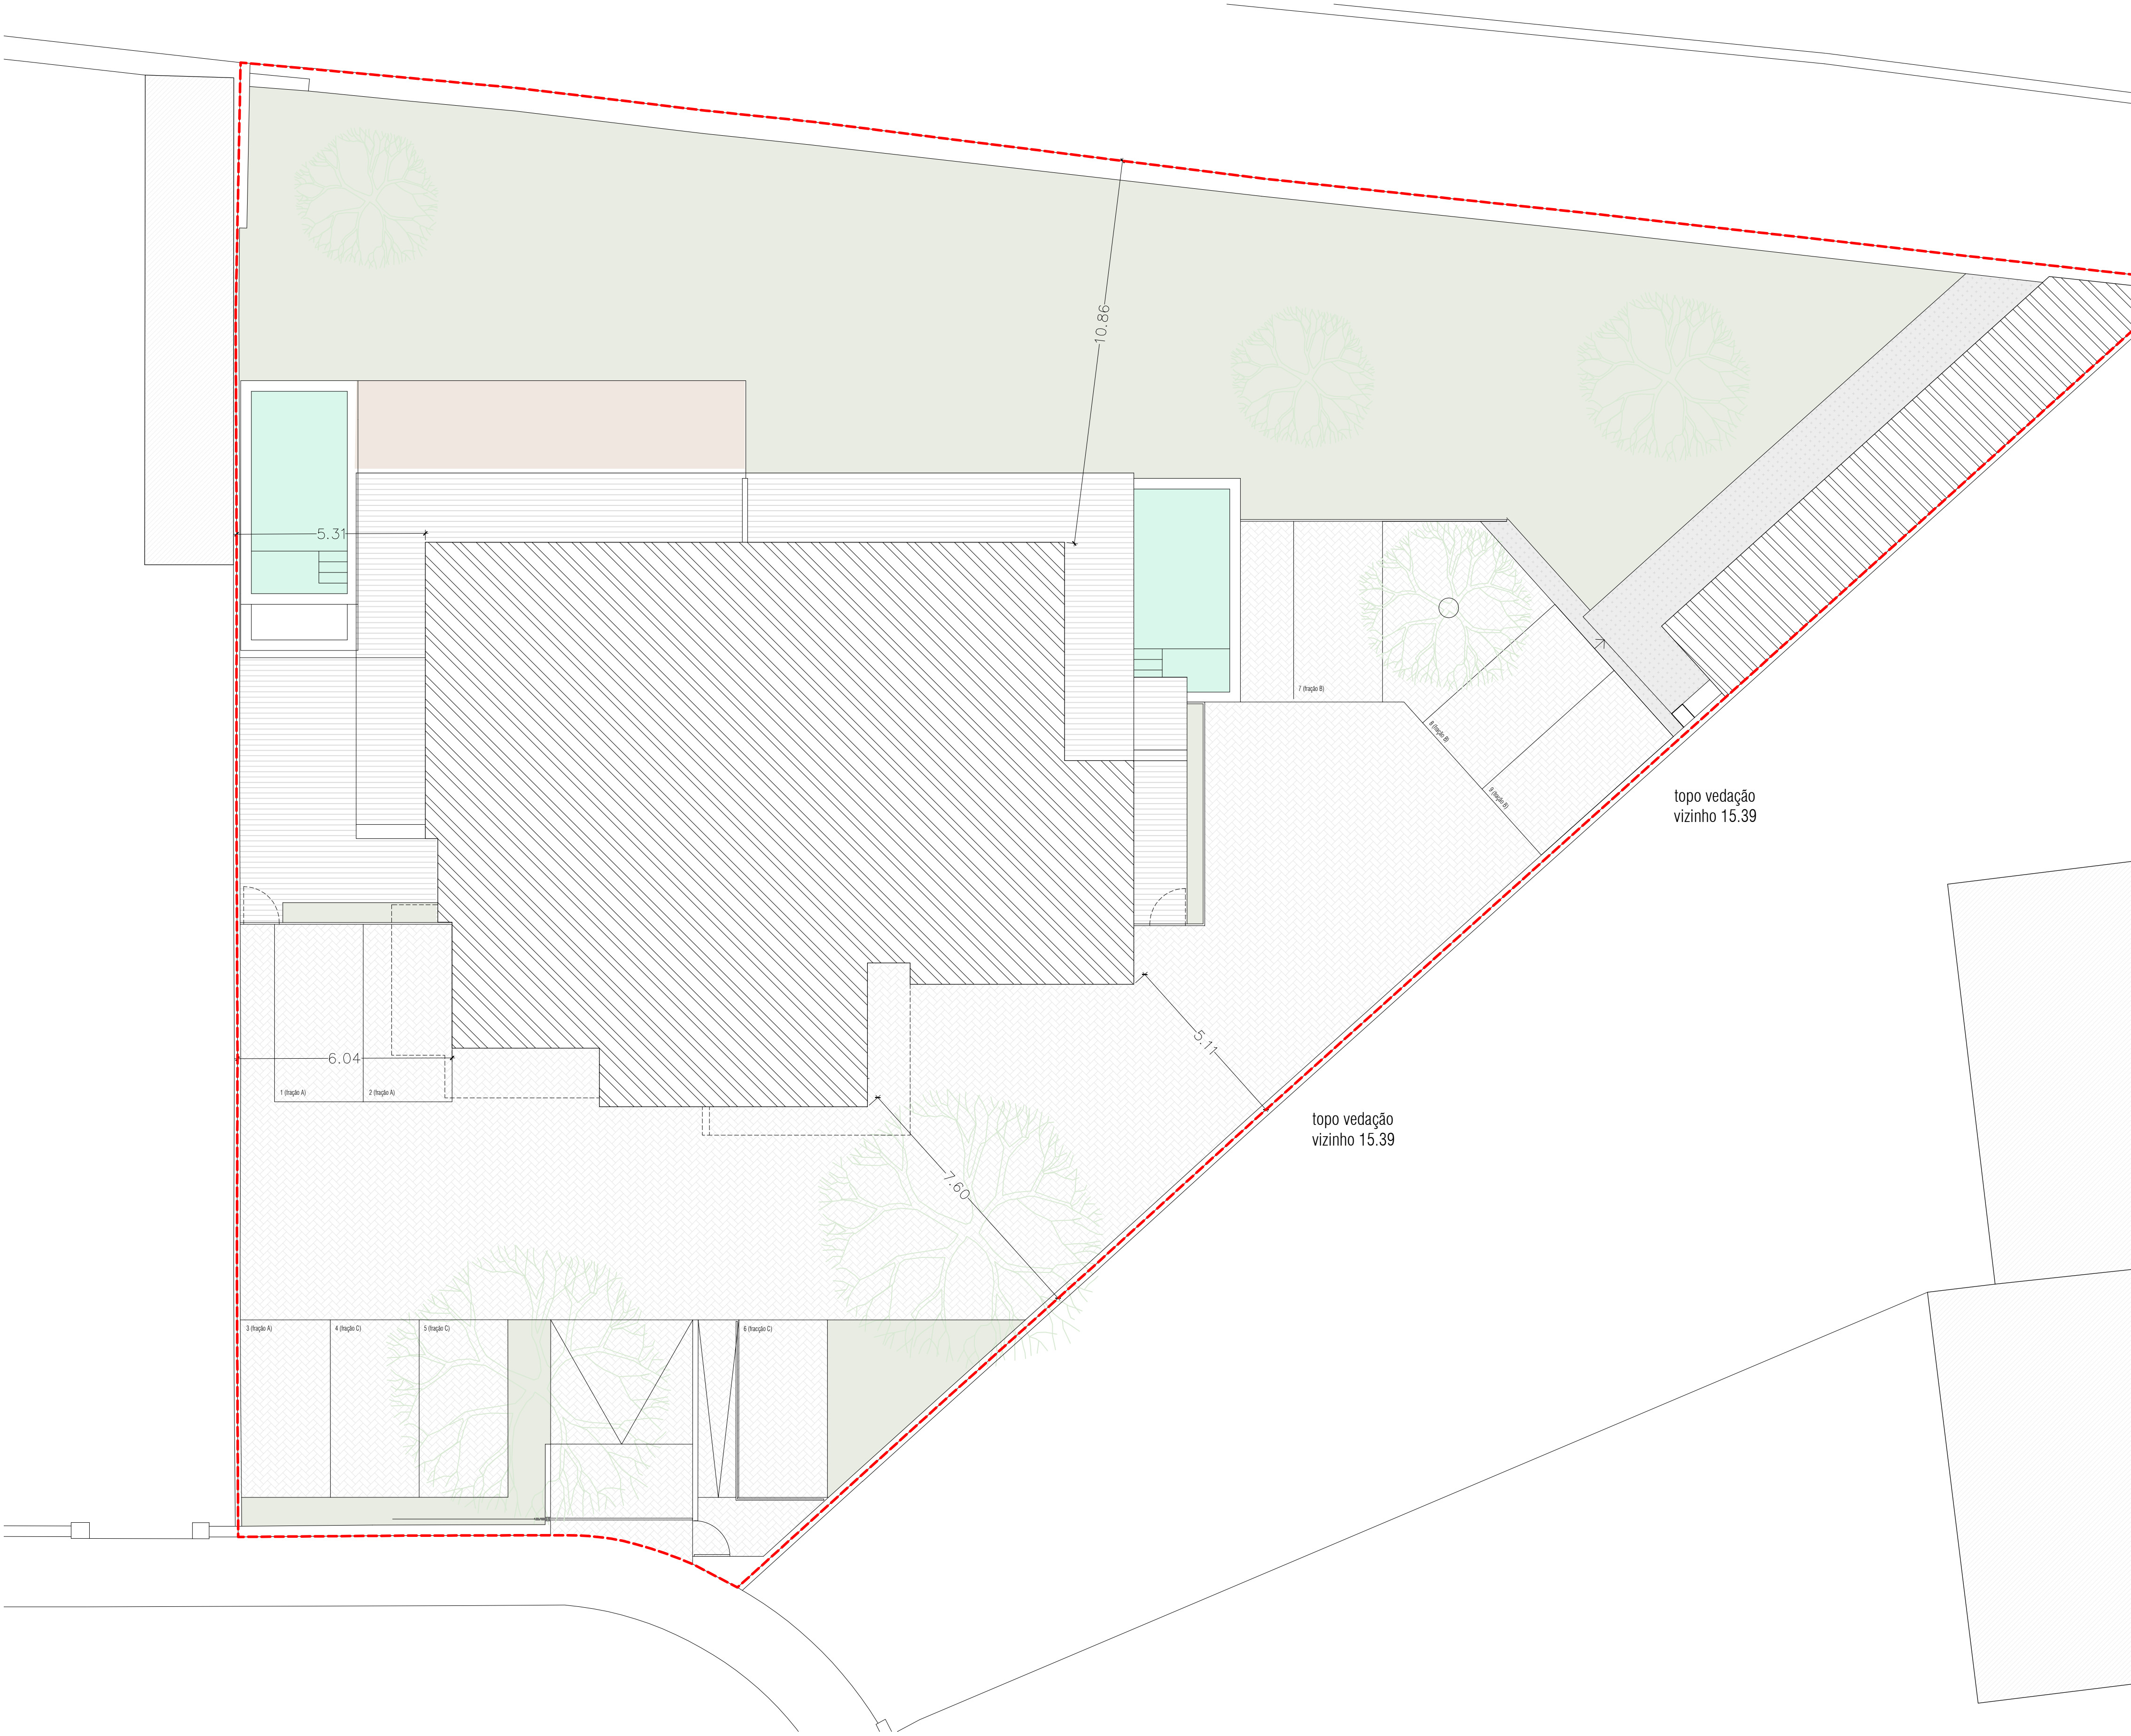 10.86
5.31
7 (fração B)
8 (fração B)
9 (fração B)
topo vedação
vizinho 15.39
5.11
6.04
1 (fração A)
2 (fração A)
topo vedação
vizinho 15.39
7.60
3 (fração A)
4 (fração C)
5 (fração C)
6 (fracção C)